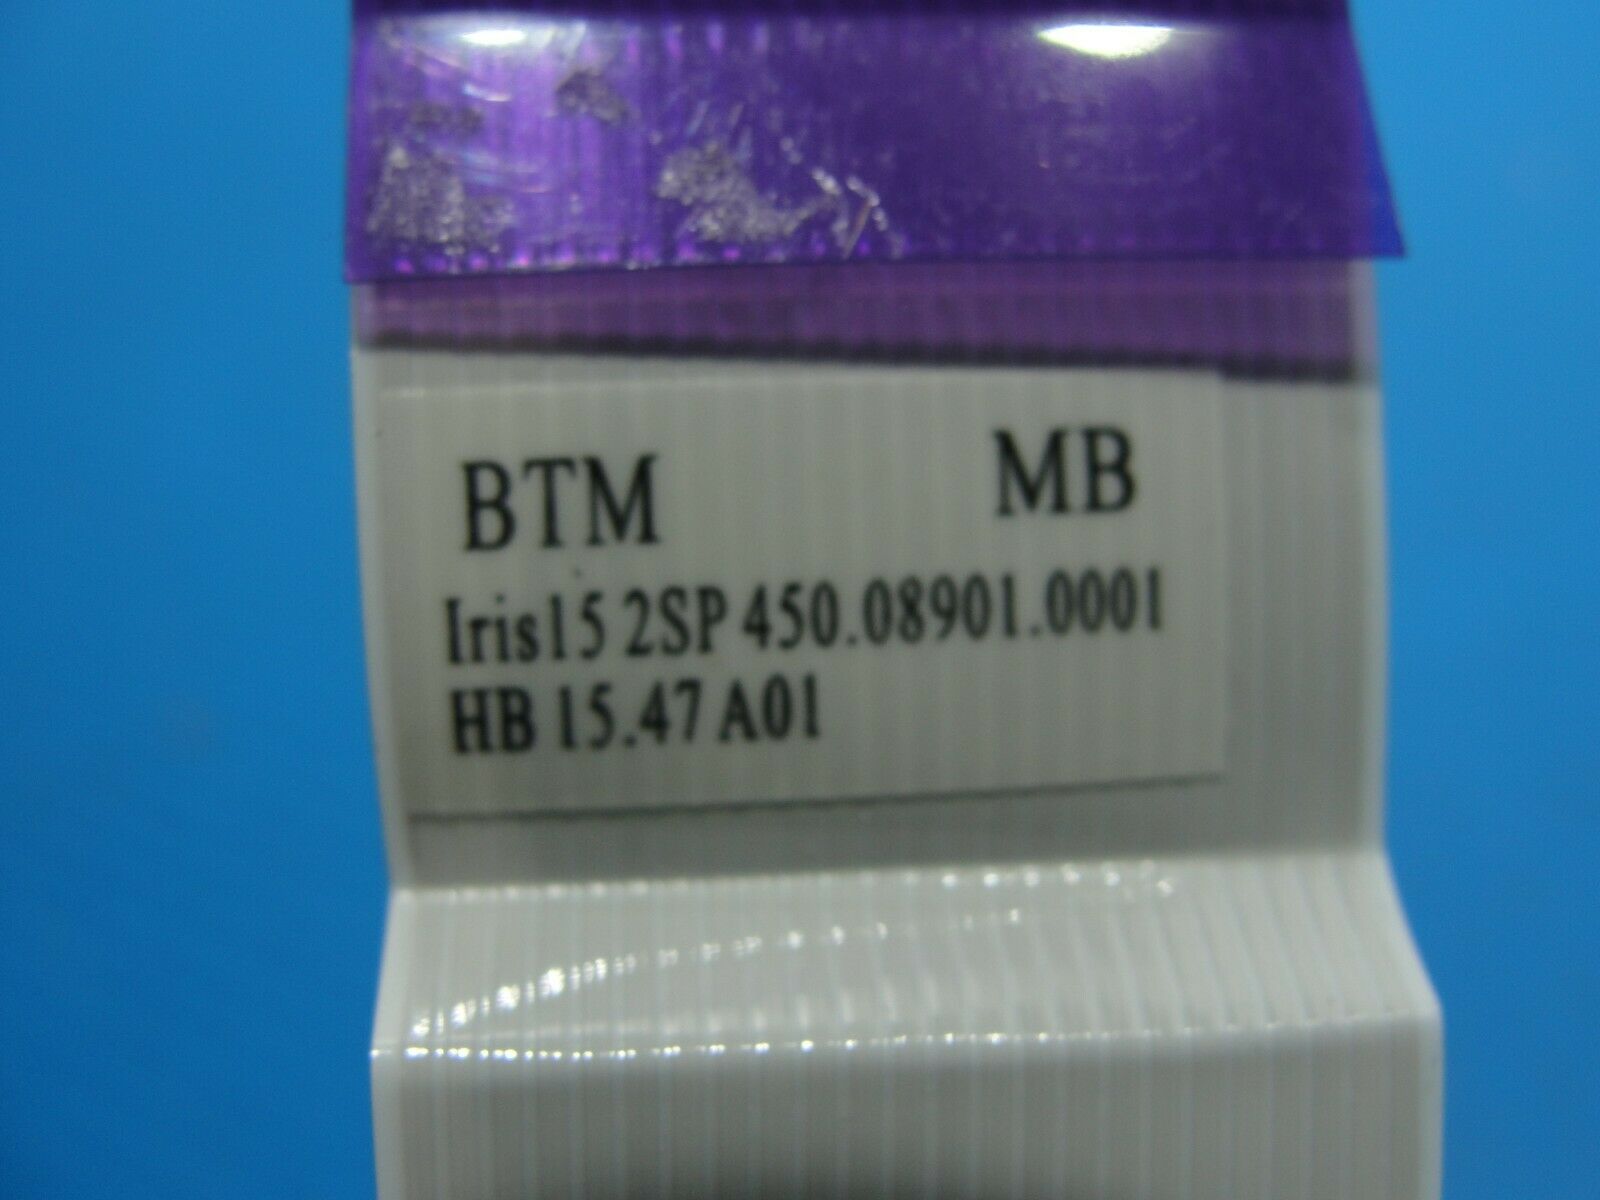 BTM MB
Iris15 2SP 450.08901.0001
HB 15.47 A01